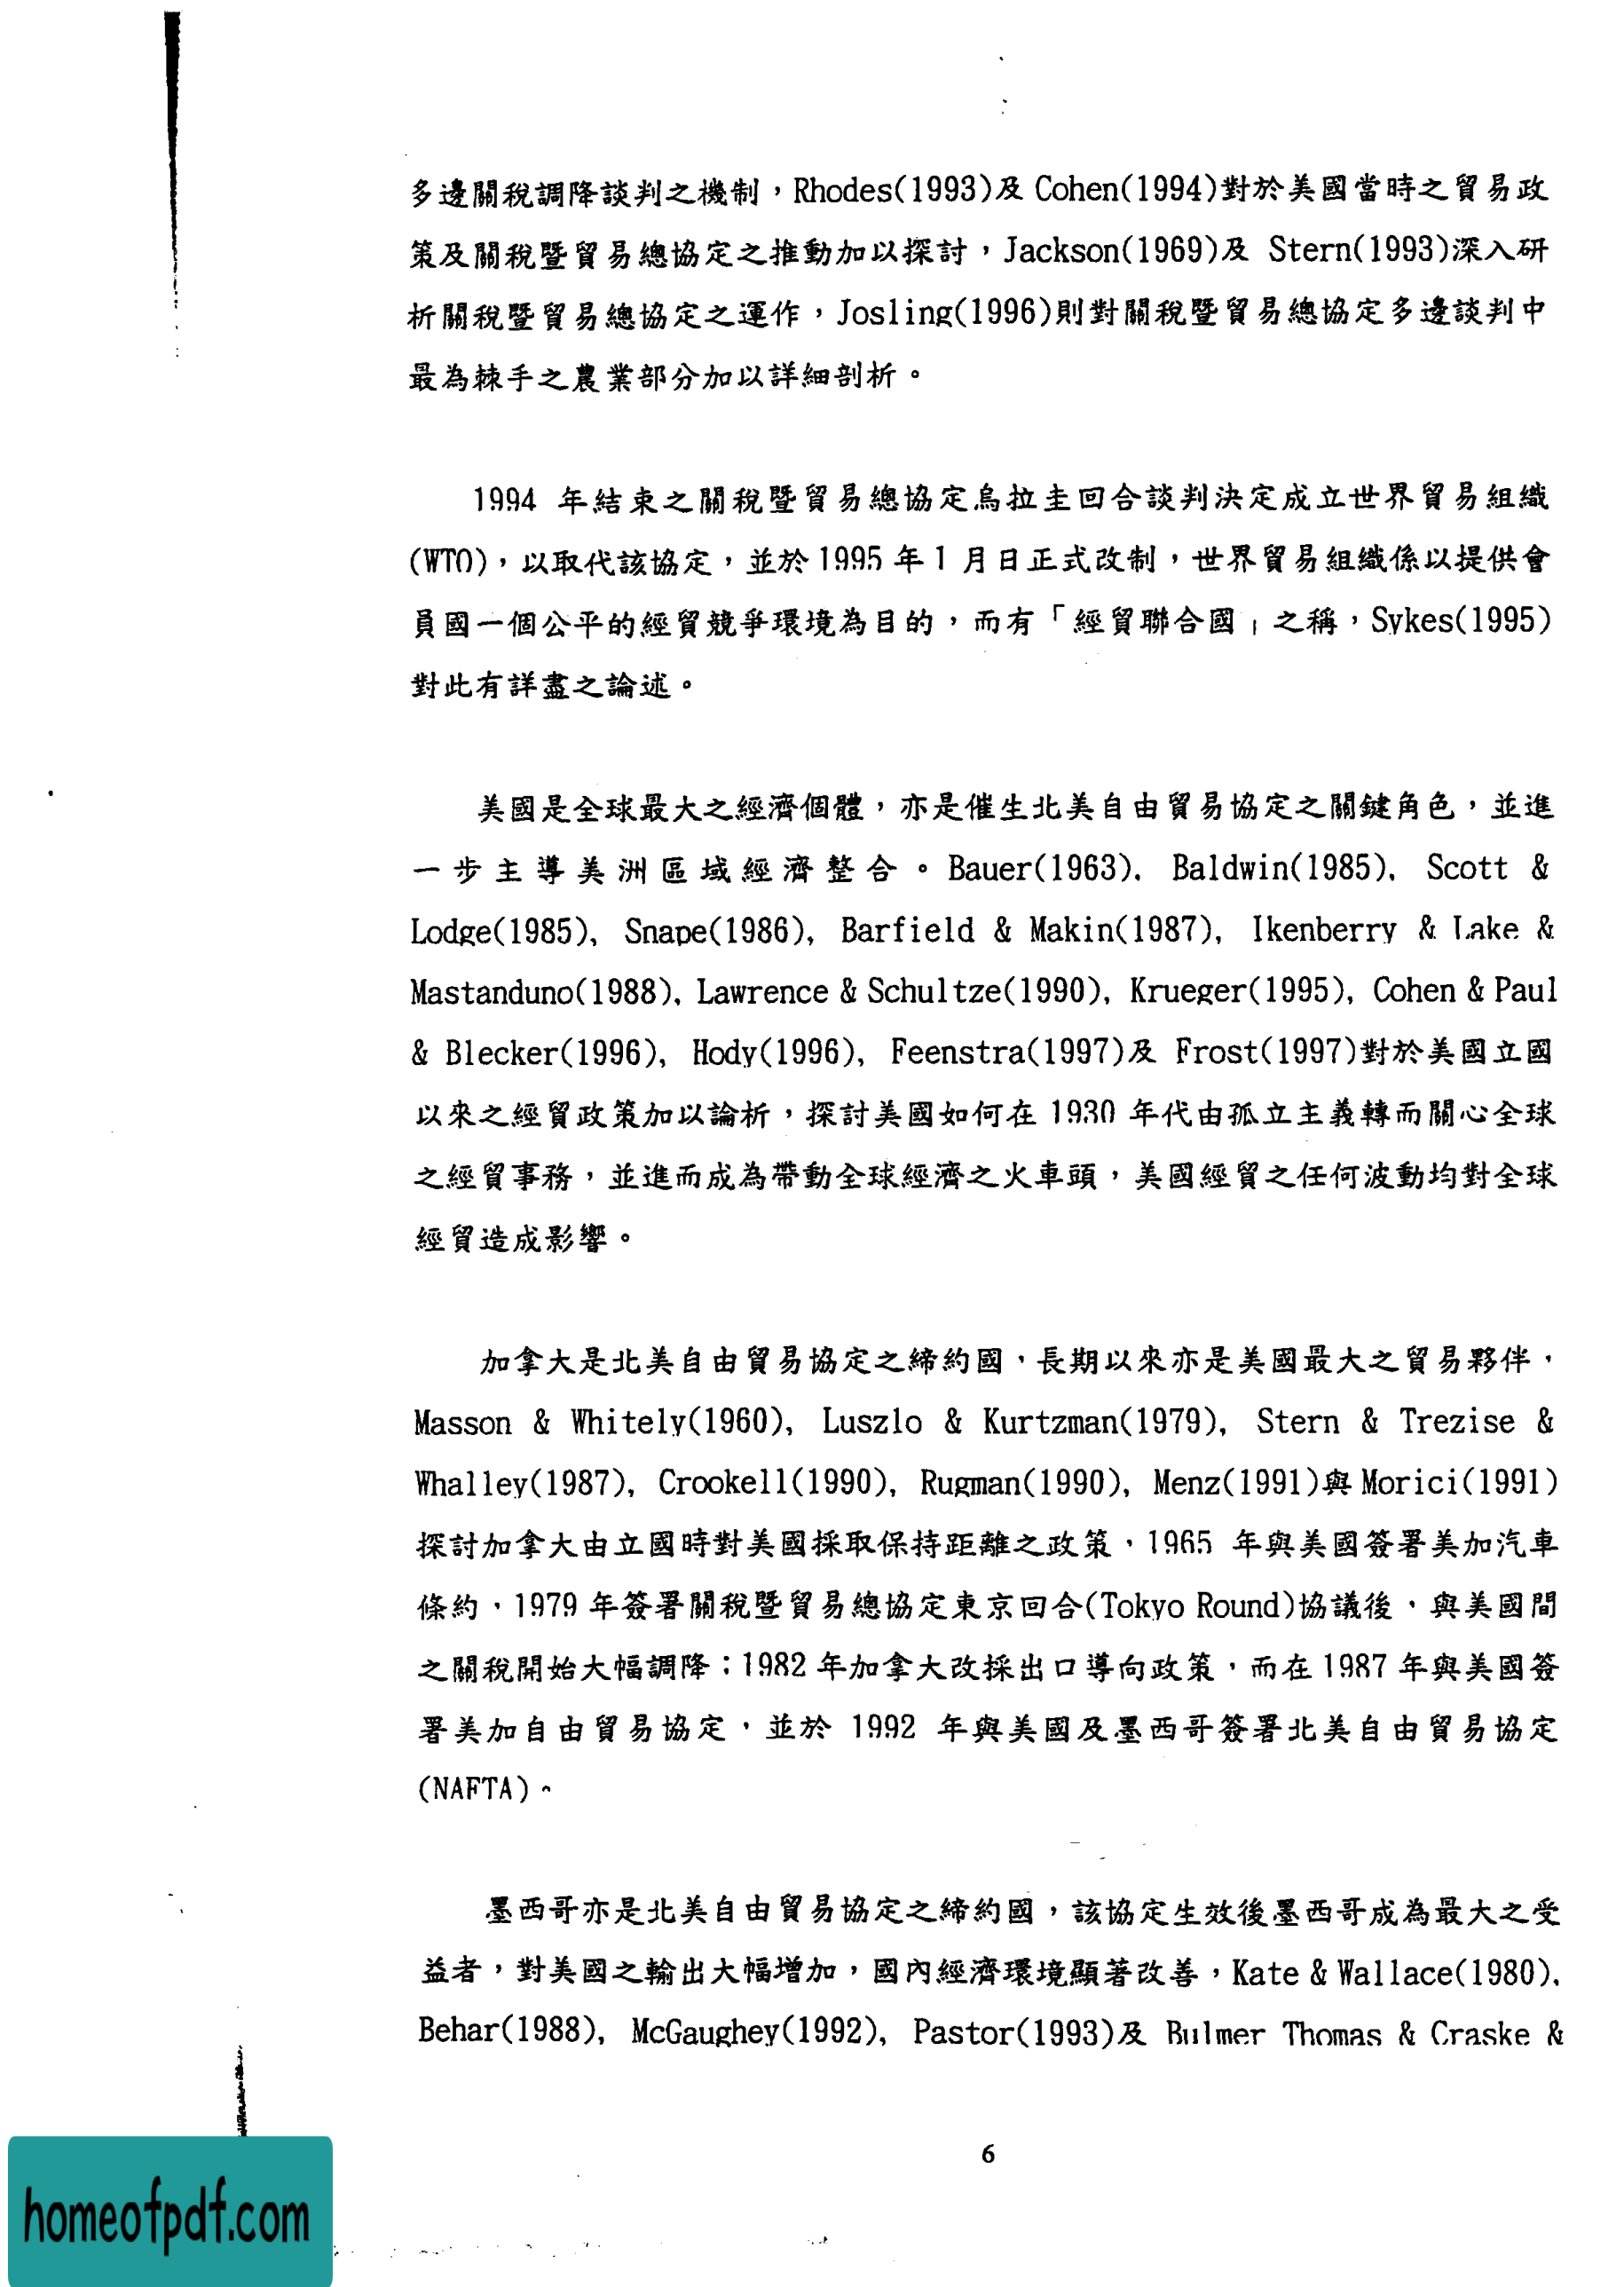 多邊關稅調降談判之機制，Rhodes(1993)及 Cohen(1994)對於美國當時之貿易政
策及關稅暨貿易總協定之推動加以探討，Jackson(1969)及 Stern(1993)深入研
析關稅暨貿易總協定之運作，Josling(1996)則對關稅暨貿易總協定多邊談判中
最為棘手之農業部分加以詳細剖析。
1994 年結束之關稅暨貿易總協定烏拉圭回合談判決定成立世界貿易組織
(WTO)，以取代該協定，並於 1995 年 1 月日正式改制，世界貿易組織係以提供會
員國一個公平的經貿競爭環境為目的，而有「經貿聯合國」之稱，Sykes(1995)
對此有詳盡之論述。
美國是全球最大之經濟個體，亦是催生北美自由貿易協定之關鍵角色，並進
一步主導美洲區域經濟整合。Bauer(1963), Baldwin(1985), Scott &
Lodge(1985), Snape(1986), Barfield & Makin(1987), Ikenberry & Lake &
Mastanduno(1988), Lawrence & Schultze(1990), Krueger(1995), Cohen & Paul
& Blecker(1996), Hody(1996), Feenstra(1997)及 Frost(1997)對於美國立國
以來之經貿政策加以論析，探討美國如何在 1930 年代由孤立主義轉而關心全球
之經貿事務，並進而成為帶動全球經濟之火車頭，美國經貿之任何波動均對全球
經貿造成影響。
加拿大是北美自由貿易協定之締約國，長期以來亦是美國最大之貿易夥伴，
Masson & Whitely(1960), Luszlo & Kurtzman(1979), Stern & Trezise &
Whalley(1987), Crookell(1990), Rugman(1990), Menz(1991)與 Morici(1991)
探討加拿大由立國時對美國採取保持距離之政策，1965 年與美國簽署美加汽車
條約，1979 年簽署關稅暨貿易總協定東京回合(Tokyo Round)協議後，與美國間
之關稅開始大幅調降；1982 年加拿大改採出口導向政策，而在 1987 年與美國簽
署美加自由貿易協定，並於 1992 年與美國及墨西哥簽署北美自由貿易協定
(NAFTA)。
墨西哥亦是北美自由貿易協定之締約國，該協定生效後墨西哥成為最大之受
益者，對美國之輸出大幅增加，國內經濟環境顯著改善，Kate & Wallace(1980),
Behar(1988), McGaughey(1992), Pastor(1993)及 Bulmer Thomas & Craske &
6
homeofpdf.com